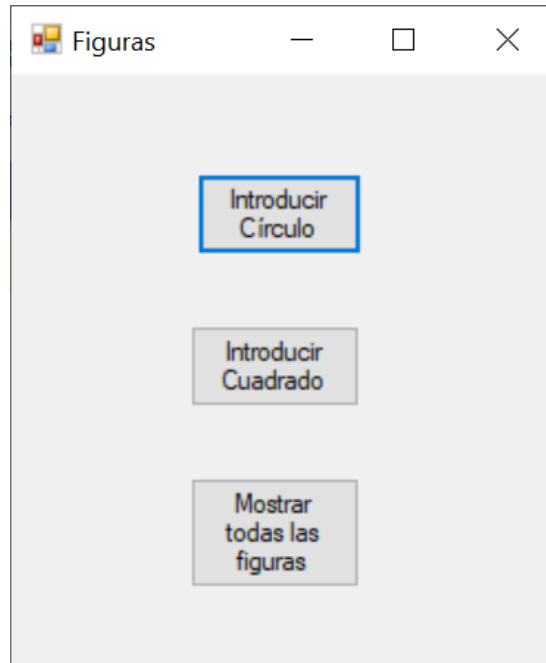 Figuras
Introducir
Círculo
Introducir
Cuadrado
Mostrar
todas las
figuras